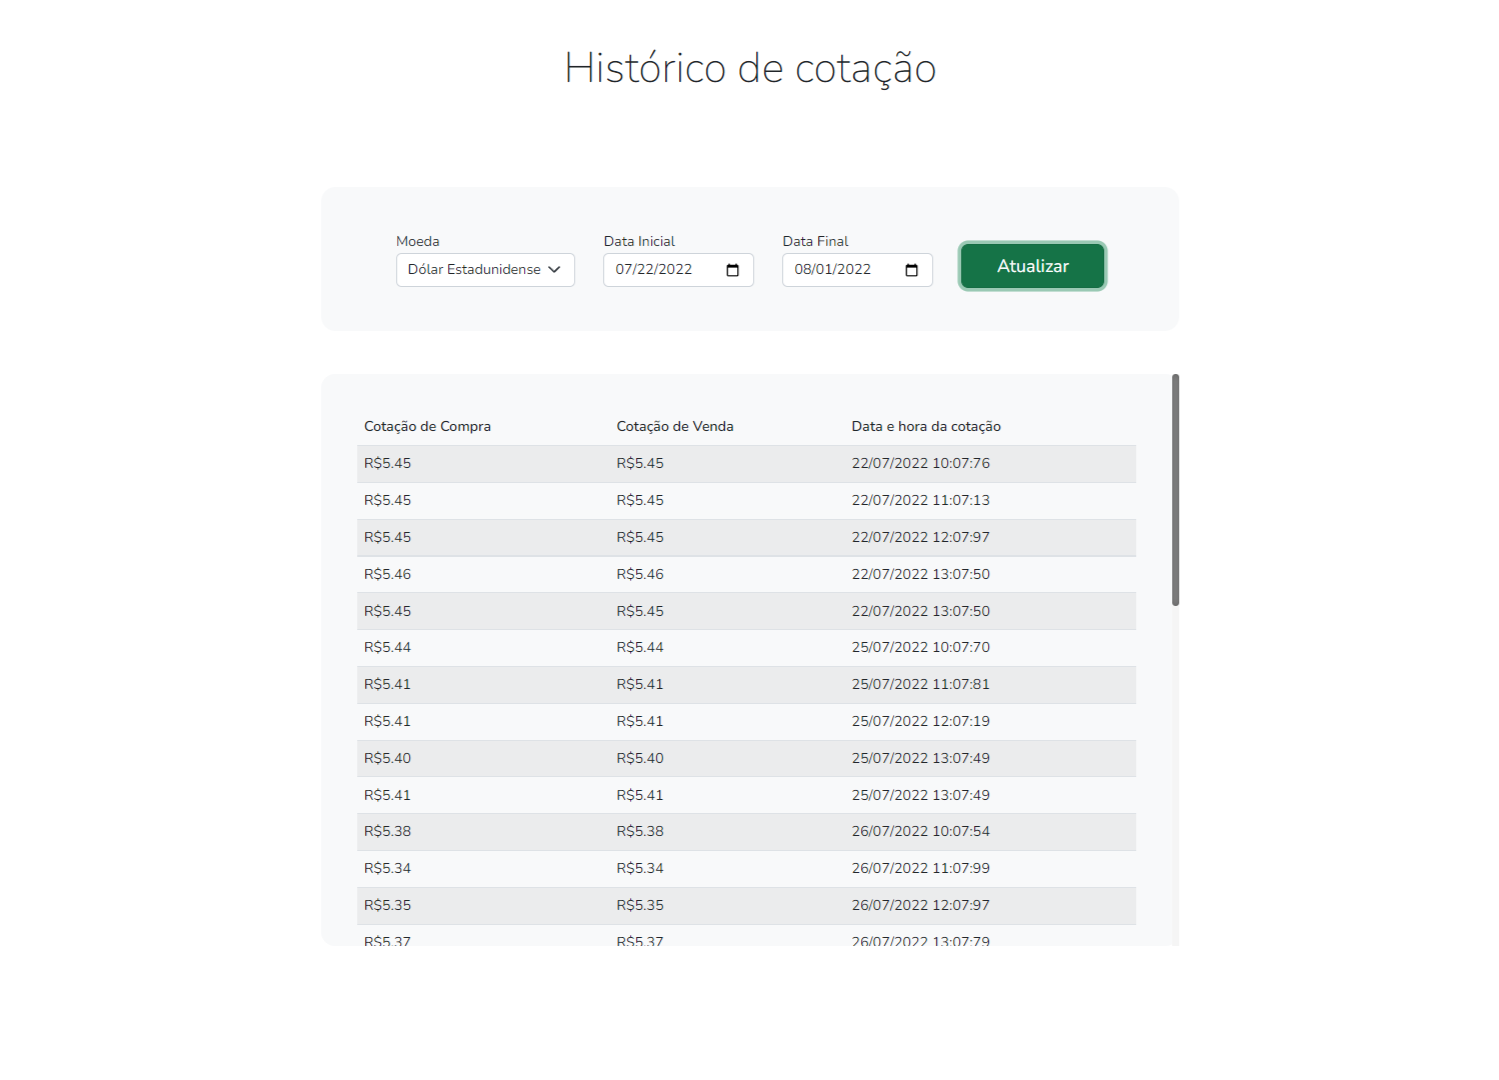 Histórico de cotação
Moeda Data Inicial Data Final
Dólar Estadunidense 07/22/2022 08/01/2022 Atualizar
Cotação de Compra Cotação de Venda Data e hora da cotação
R$5.45 R$5.45 22/07/2022 10:07:76
R$5.45 R$5.45 22/07/2022 11:07:13
R$5.45 R$5.45 22/07/2022 12:07:97
R$5.46 R$5.46 22/07/2022 13:07:50
R$5.45 R$5.45 22/07/2022 13:07:50
R$5.44 R$5.44 25/07/2022 10:07:70
R$5.41 R$5.41 25/07/2022 11:07:81
R$5.41 R$5.41 25/07/2022 12:07:19
R$5.40 R$5.40 25/07/2022 13:07:49
R$5.41 R$5.41 25/07/2022 13:07:49
R$5.38 R$5.38 26/07/2022 10:07:54
R$5.34 R$5.34 26/07/2022 11:07:99
R$5.35 R$5.35 26/07/2022 12:07:97
R$5.37 R$5.37 26/07/2022 13:07:79